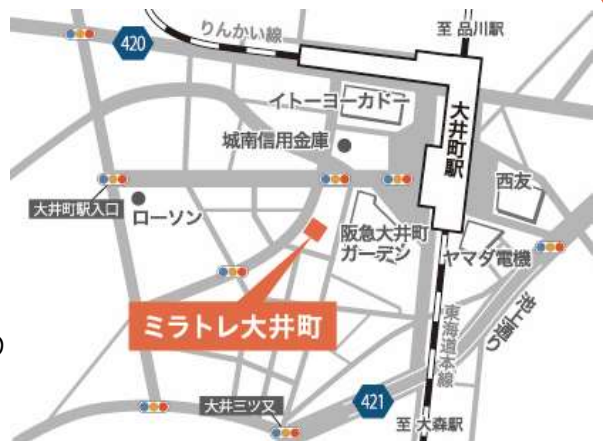 至 品川駅
りんかい線
420
イトーヨーカドー
大井町駅
城南信用金庫
西友
大井町駅入口
ローソン
阪急大井町
ガーデン
ヤマダ電機
ミラトレ大井町
東海道本線
池上通り
大井三ツ又
421
至 大森駅